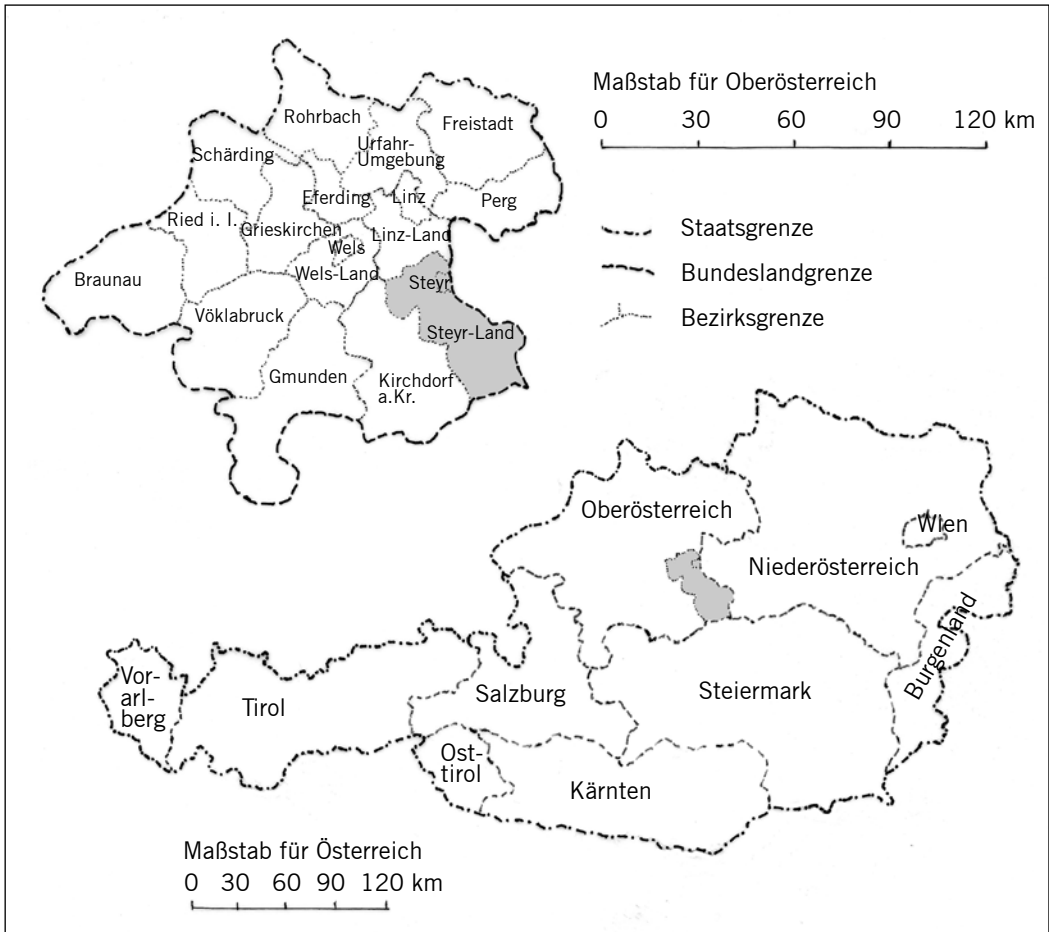 Maßstab für Oberösterreich
0 30 60 90 120 km
Rohrbach
Freistadt
Urfahr-
Umgebung
Schärding
Eferding
Linz
Perg
Ried i. I.
Grieskirchen
Linz-Land
Wels
Wels-Land
Braunau
Steyr
Vöklabruck
Steyr-Land
Gmunden
Kirchdorf
a.Kr.
Staatsgrenze
Bundeslandgrenze
Bezirksgrenze
Oberösterreich
Wien
Niederösterreich
Burgenland
Vor-
arl-
berg
Tirol
Salzburg
Steiermark
Ost-
tirol
Kärnten
Maßstab für Österreich
0 30 60 90 120 km